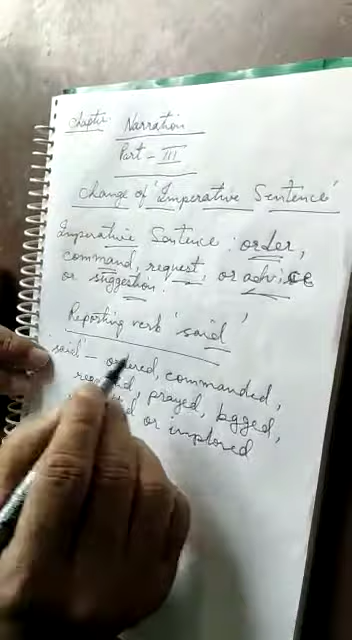 Chapter: Narration
Part - III
Change of 'Imperative Sentence'
Imperative Sentence: order,
command, request, or advice
or suggestion.
Reporting verb 'said'
'said' - ordered, commanded,
prayed, begged,
or implored